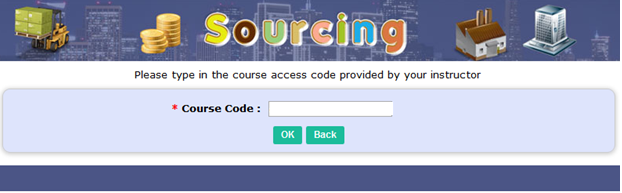 Sourcing
Please type in the course access code provided by your instructor
* Course Code :
OK Back